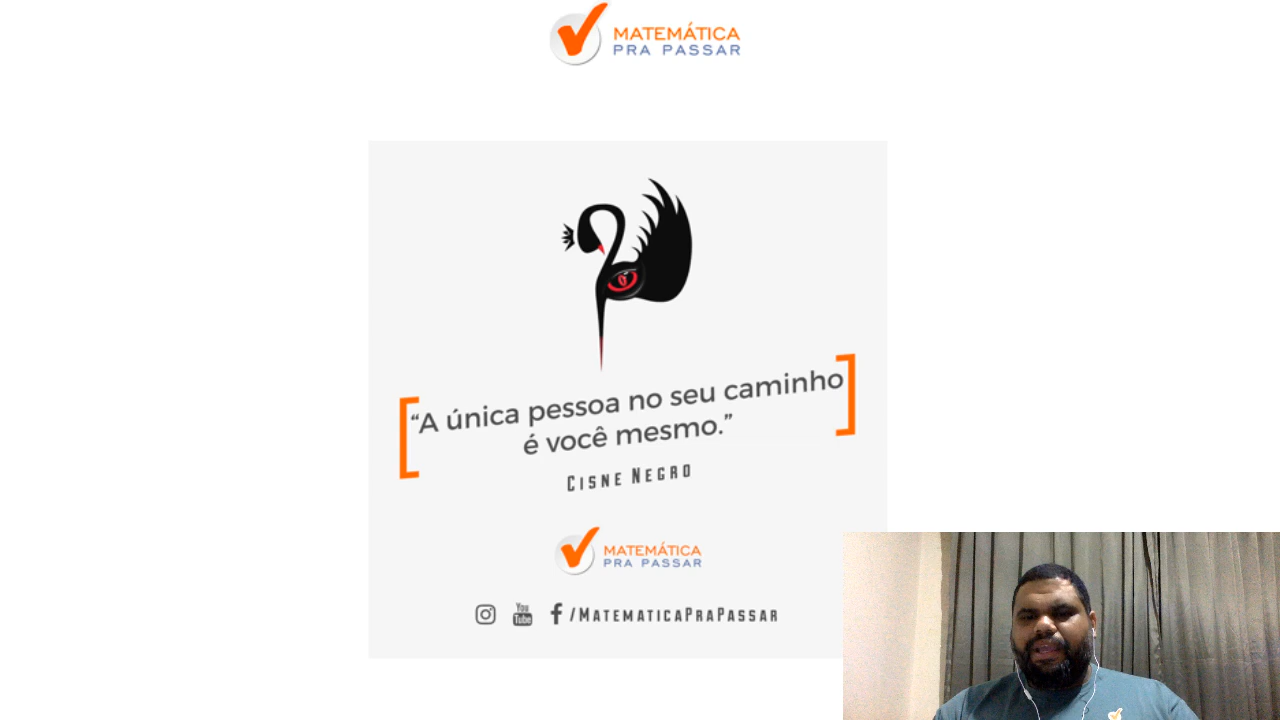 MATEMÁTICA
PRA PASSAR
“A única pessoa no seu caminho
é você mesmo.”
CISNE NEGRO
MATEMÁTICA
PRA PASSAR
You
Tube
/MATEMATICAPRAPASSAR